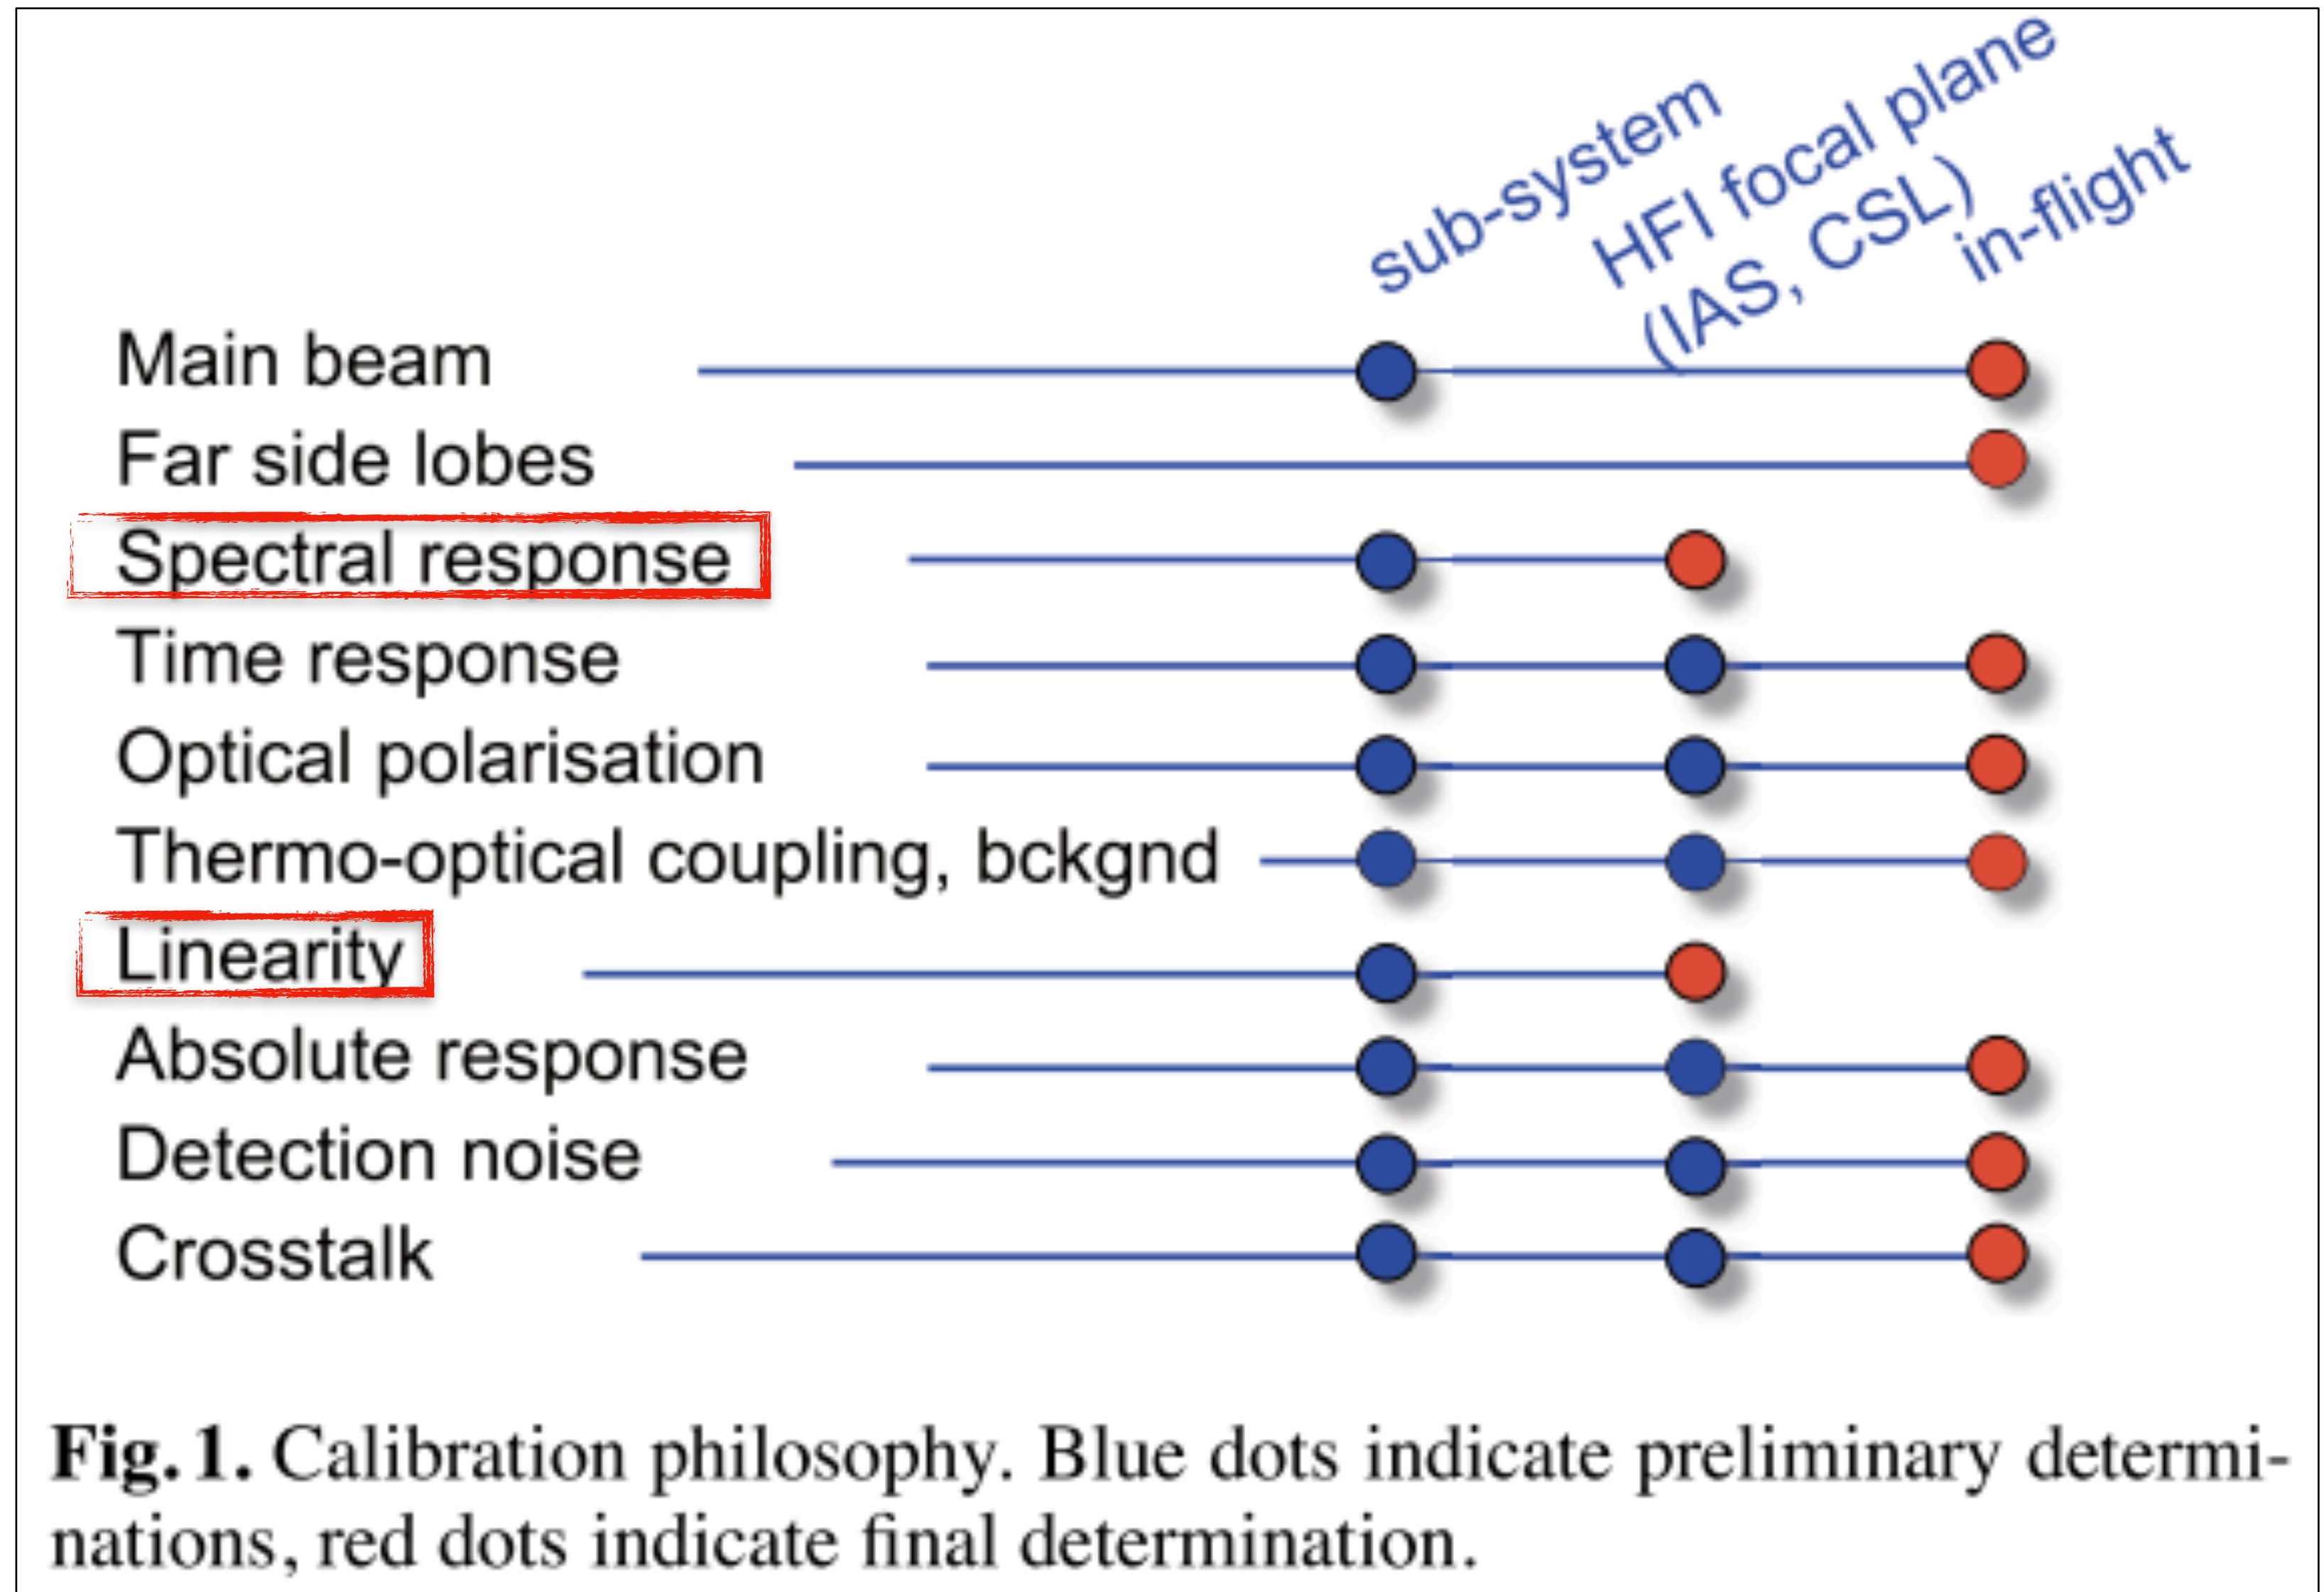 sub-system
HFI focal plane
(IAS, CSL)
in-flight
Main beam
Far side lobes
Spectral response
Time response
Optical polarisation
Thermo-optical coupling, bckgnd
Linearity
Absolute response
Detection noise
Crosstalk
Fig. 1. Calibration philosophy. Blue dots indicate preliminary determi-
nations, red dots indicate final determination.